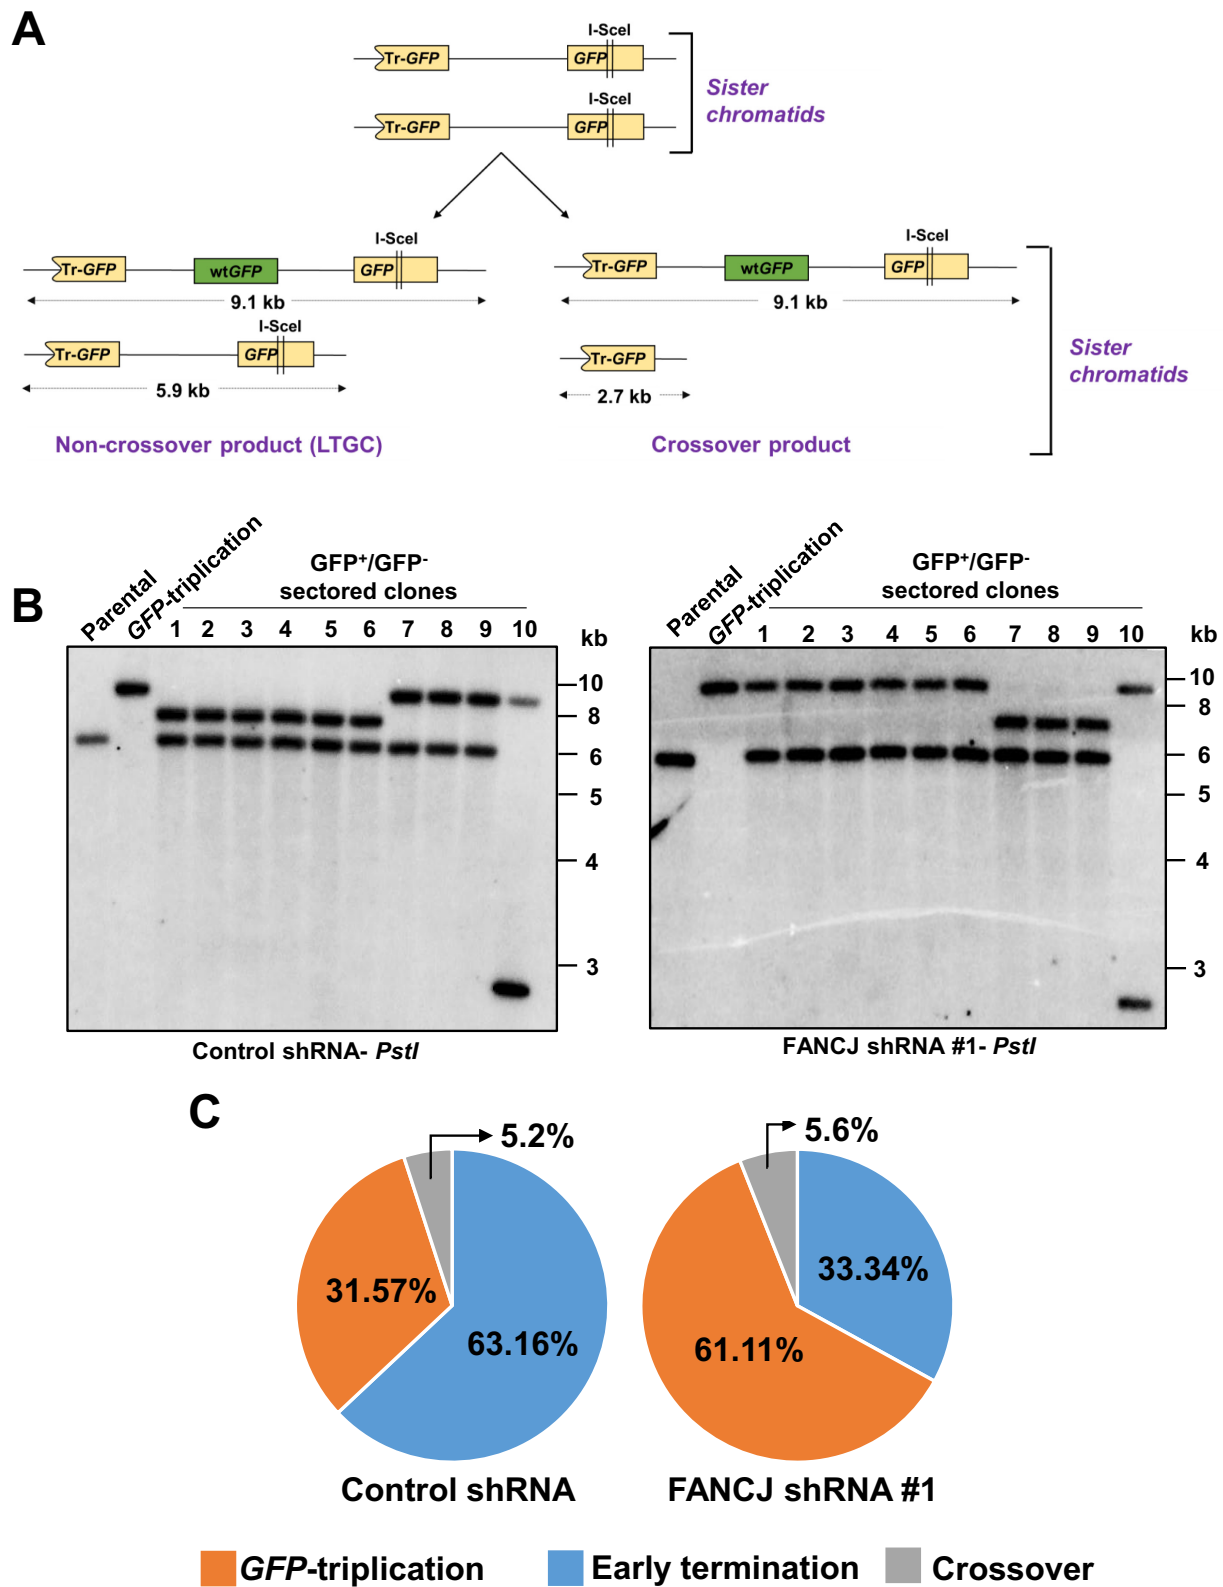 A
I-SceI
Tr-GFP
GFP
I-SceI
Tr-GFP
GFP
Sister
chromatids
I-SceI
Tr-GFP
wtGFP
GFP
9.1 kb
I-SceI
Tr-GFP
GFP
5.9 kb
Non-crossover product (LTGC)
I-SceI
Tr-GFP
wtGFP
GFP
9.1 kb
Tr-GFP
2.7 kb
Crossover product
Sister
chromatids
B
Parental
GFP-triplication
GFP+/GFP-
sectored clones
1 2 3 4 5 6 7 8 9 10
kb
10
8
6
5
4
3
Control shRNA- PstI
Parental
GFP-triplication
GFP+/GFP-
sectored clones
1 2 3 4 5 6 7 8 9 10
kb
10
8
6
5
4
3
FANCJ shRNA #1- PstI
C
5.2%
31.57%
63.16%
Control shRNA
5.6%
33.34%
61.11%
FANCJ shRNA #1
GFP-triplication
Early termination
Crossover